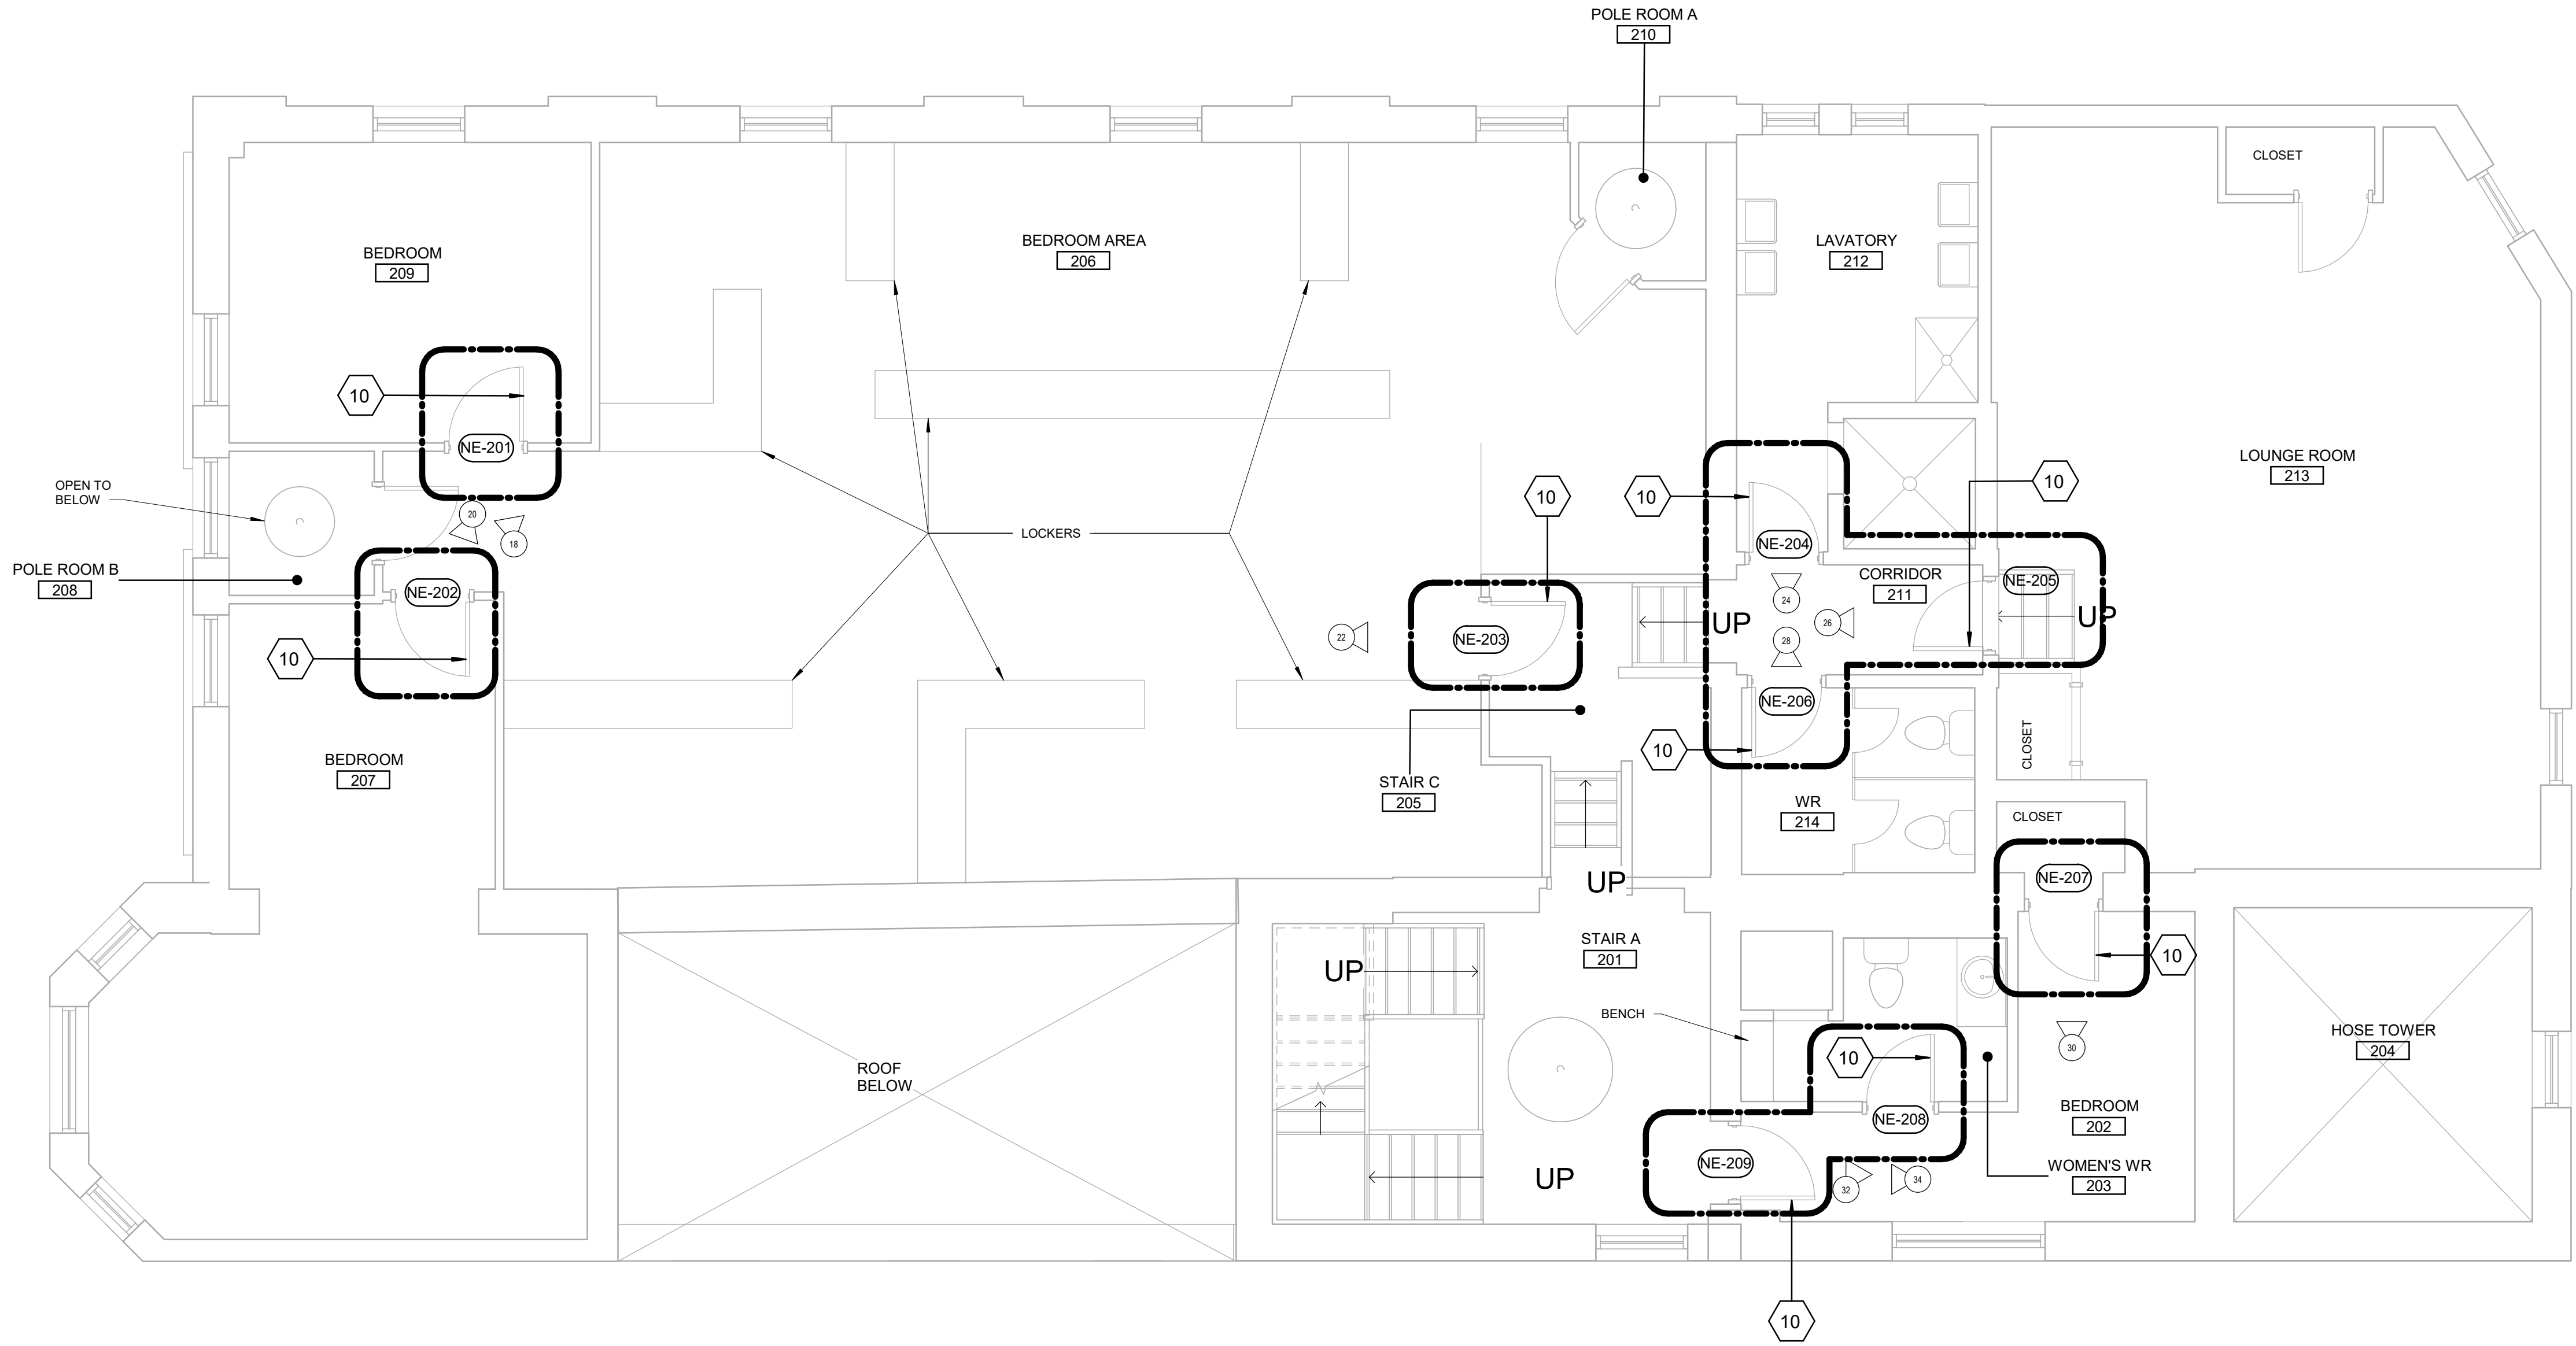 POLE ROOM A
210
CLOSET
BEDROOM
209
BEDROOM AREA
206
LAVATORY
212
10
NE-201
LOUNGE ROOM
213
OPEN TO
BELOW
20
18
LOCKERS
10
10
10
NE-204
POLE ROOM B
208
NE-202
CORRIDOR
211
NE-205
24
UP
UP
22
NE-203
28
26
10
NE-206
10
BEDROOM
207
CLOSET
STAIR C
205
WR
214
CLOSET
UP
NE-207
STAIR A
201
10
UP
BENCH
HOSE TOWER
204
30
10
ROOF
BELOW
NE-208
BEDROOM
202
NE-209
UP
32
34
WOMEN'S WR
203
10